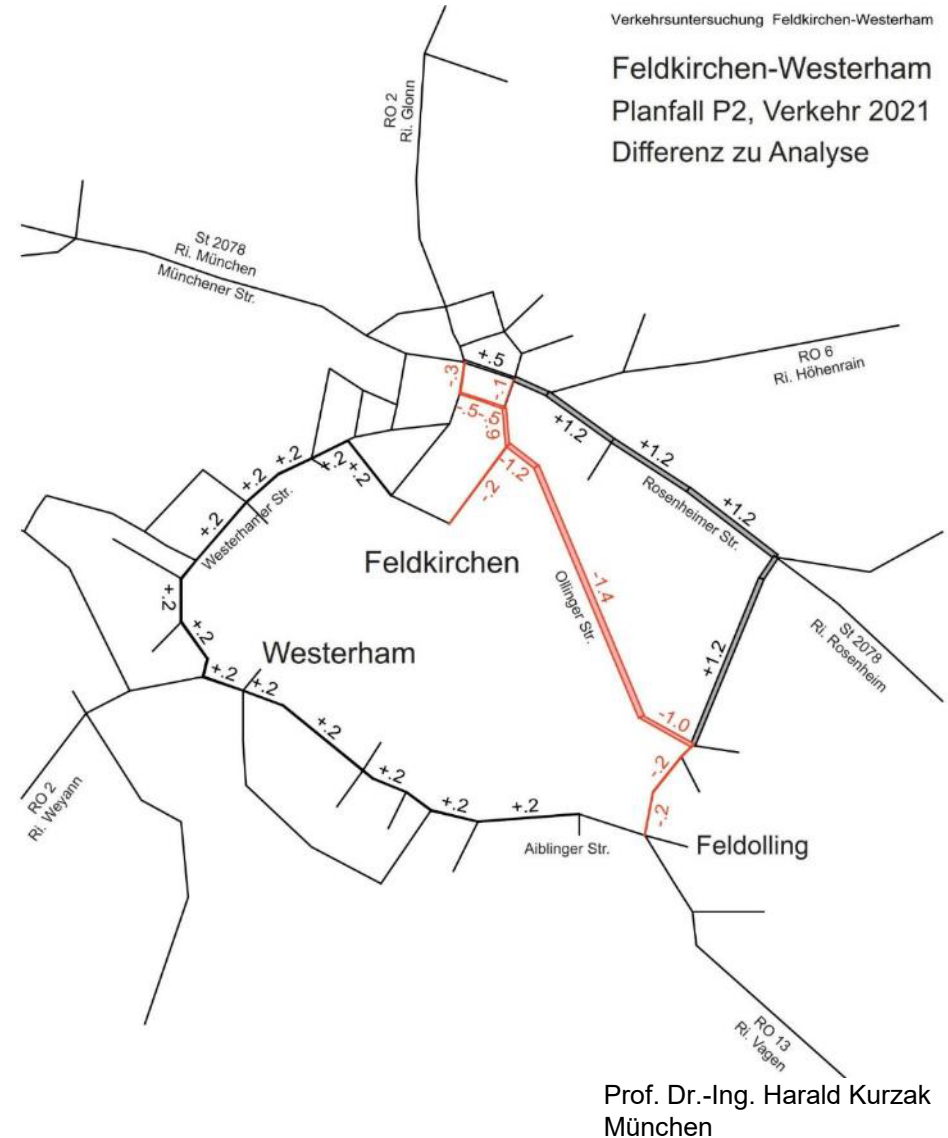 Verkehrsuntersuchung Feldkirchen-Westerham
Feldkirchen-Westerham
Planfall P2, Verkehr 2021
Differenz zu Analyse
RO 2
Ri. Glonn
St 2078
Ri. München
Münchener Str.
RO 6
Ri. Höhenrain
+.5
-.3
-.1
-.5
-.5
-.9
-1.2
-.2
+1.2
+1.2
+1.2
Rosenheimer Str.
+.2
+.2
+.2
+.2
+.2
Westerhamer Str.
Feldkirchen
-1.4
Ollinger Str.
+1.2
St 2078
Ri. Rosenheim
+.2
+.2
Westerham
+.2
+.2
+.2
+.2
+.2
+.2
-1.0
-.2
-.2
RO 2
Ri. Weyann
Aiblinger Str.
Feldolling
RO 13
Ri. Vagen
Prof. Dr.-Ing. Harald Kurzak
München